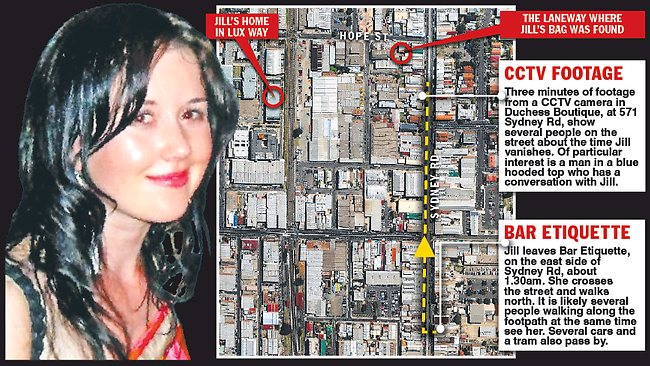 JILL'S HOME
IN LUX WAY
HOPE ST
THE LANEWAY WHERE
JILL'S BAG WAS FOUND
SYDNEY RD
CCTV FOOTAGE
Three minutes of footage
from a CCTV camera in
Duchess Boutique, at 571
Sydney Rd, show
several people on the
street about the time Jill
vanishes. Of particular
interest is a man in a blue
hooded top who has a
conversation with Jill.
BAR ETIQUETTE
Jill leaves Bar Etiquette,
on the east side of
Sydney Rd, about
1.30am. She crosses
the street and walks
north. It is likely several
people walking along the
footpath at the same time
see her. Several cars and
a tram also pass by.